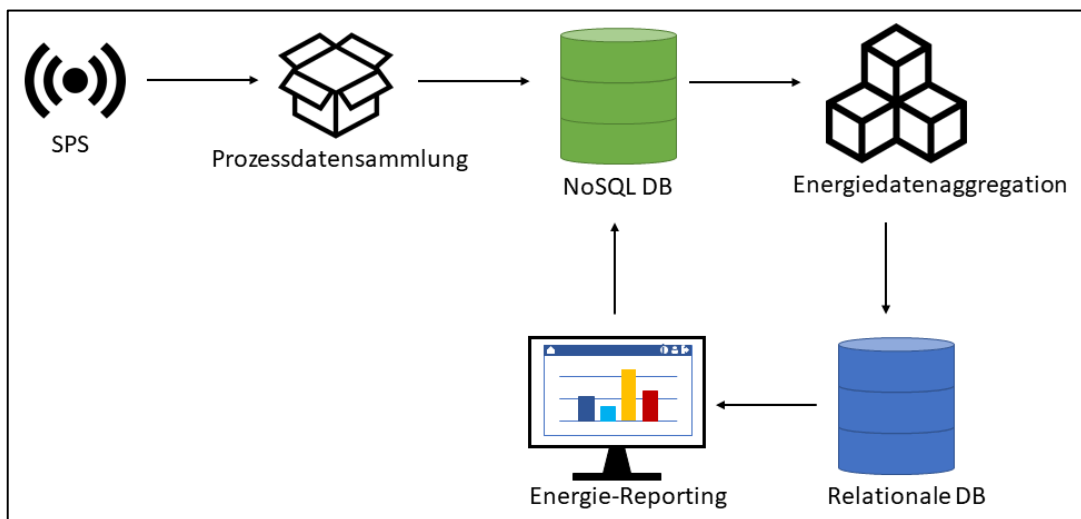 SPS
Prozessdatensammlung
NoSQL DB
Energiedatenaggregation
Energie-Reporting
Relationale DB